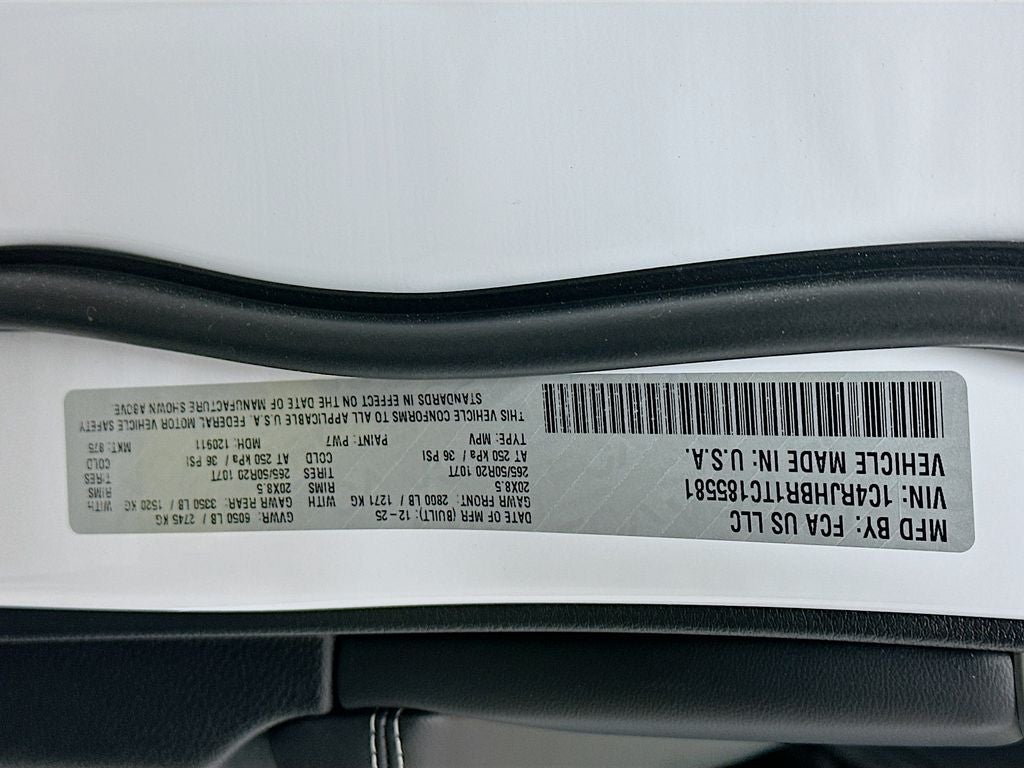 MFD BY: FCA US LLC
VIN: 1C4RJHBR1TC185581
VEHICLE MADE IN: U.S.A.
DATE OF MFR (BUILT): 12-25 GVWR: 6050 LB / 2745 KG
GAWR FRONT: 2800 LB / 1271 KG WITH GAWR REAR: 3350 LB / 1520 KG WITH
20X8.5 RIMS 20X8.5 RIMS
265/50R20 107T TIRES 265/50R20 107T TIRES
AT 250 kPa / 36 PSI COLD AT 250 kPa / 36 PSI COLD
TYPE: MPV PAINT: PW7 MDH: 120911 MKT: 875
THIS VEHICLE CONFORMS TO ALL APPLICABLE U.S.A. FEDERAL MOTOR VEHICLE SAFETY
STANDARDS IN EFFECT ON THE DATE OF MANUFACTURE SHOWN ABOVE.